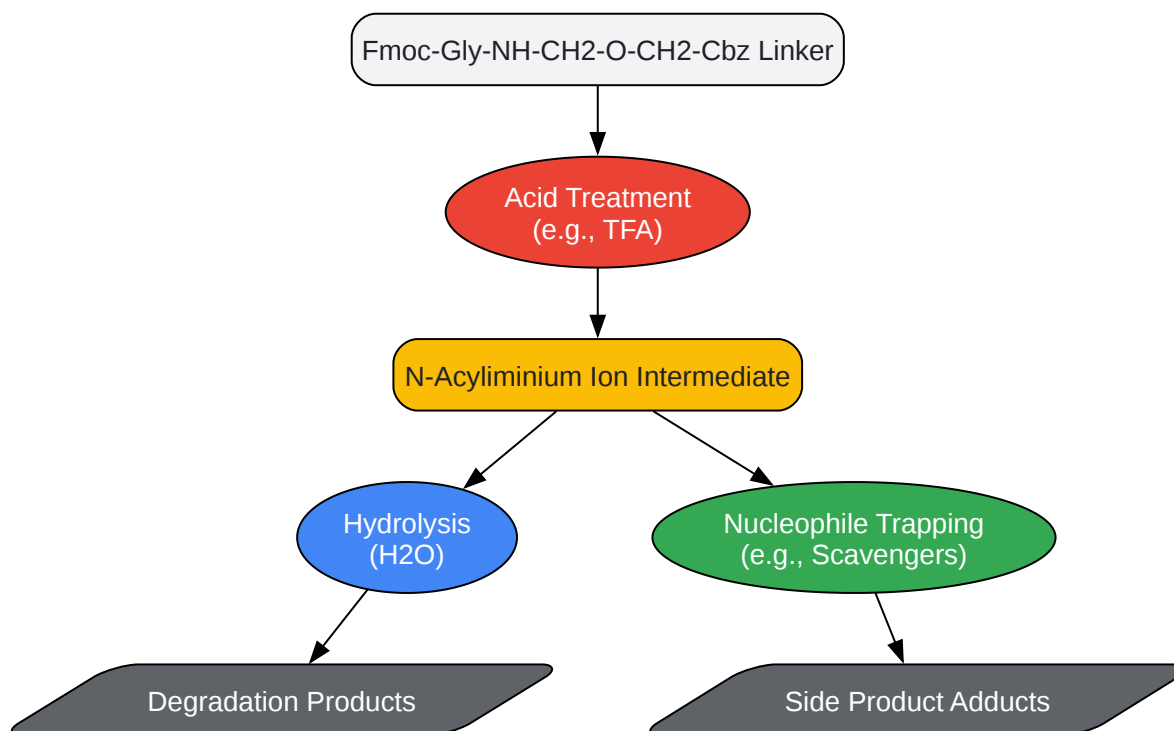 Fmoc-Gly-NH-CH2-O-CH2-Cbz Linker
Acid Treatment
(e.g., TFA)
N-Acyliminium Ion Intermediate
Hydrolysis
(H2O)
Nucleophile Trapping
(e.g., Scavengers)
Degradation Products
Side Product Adducts